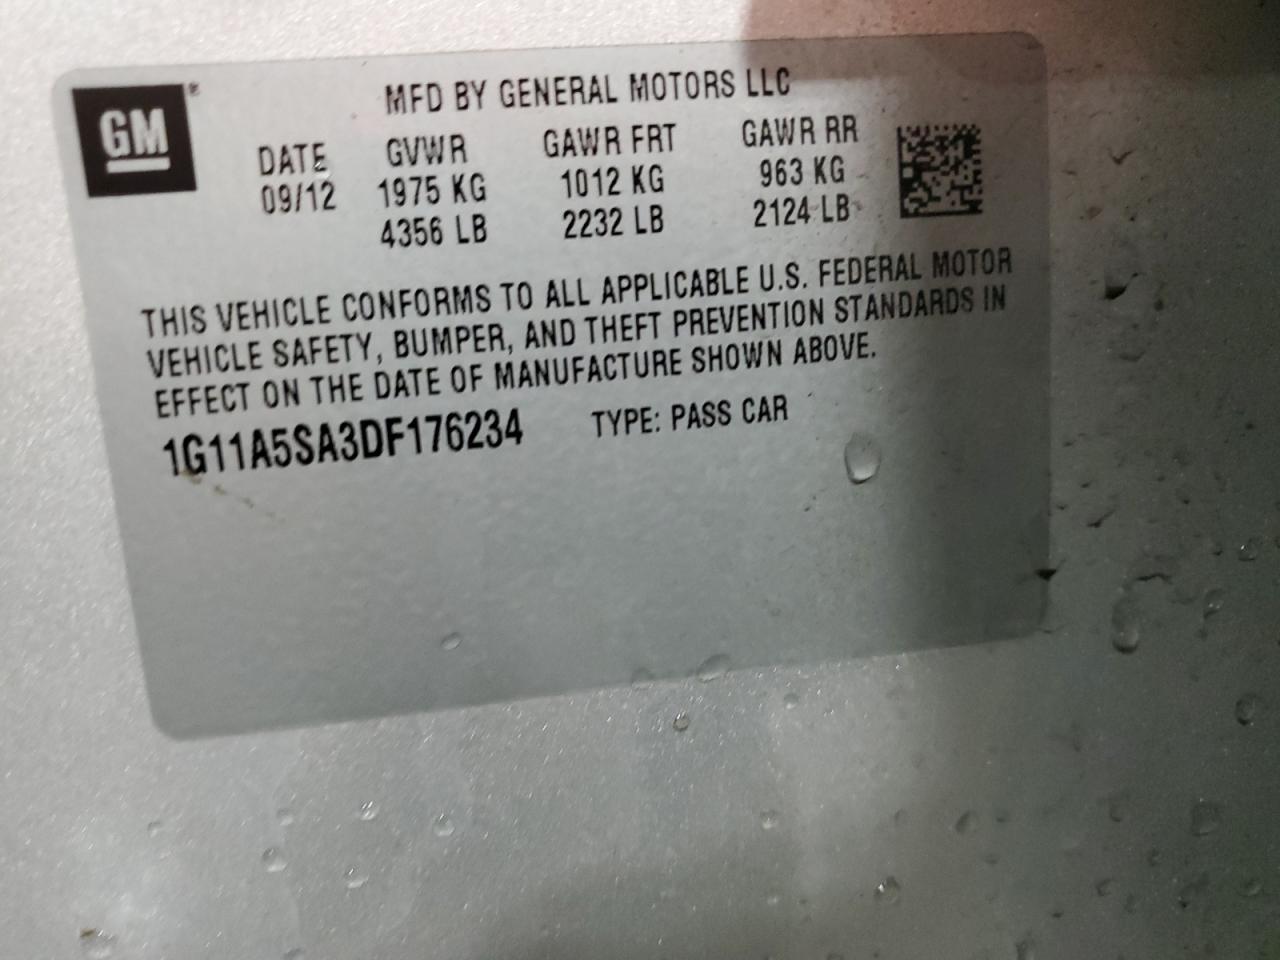 GM®
MFD BY GENERAL MOTORS LLC
DATE GVWR GAWR FRT GAWR RR
09/12 1975 KG 1012 KG 963 KG
4356 LB 2232 LB 2124 LB
THIS VEHICLE CONFORMS TO ALL APPLICABLE U.S. FEDERAL MOTOR
VEHICLE SAFETY, BUMPER, AND THEFT PREVENTION STANDARDS IN
EFFECT ON THE DATE OF MANUFACTURE SHOWN ABOVE.
1G11A5SA3DF176234 TYPE: PASS CAR